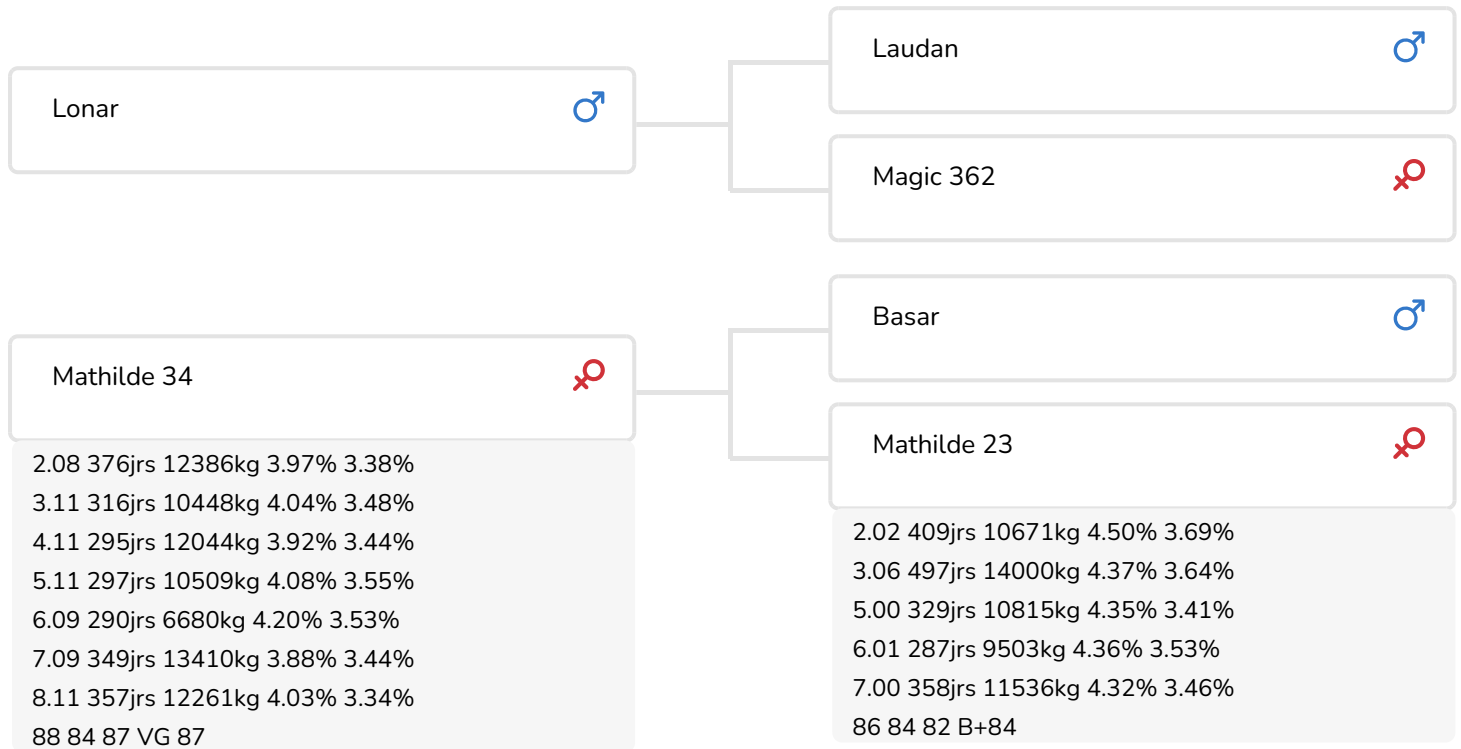 Lonar
Laudan
Magic 362
Mathilde 34
2.08 376jrs 12386kg 3.97% 3.38%
3.11 316jrs 10448kg 4.04% 3.48%
4.11 295jrs 12044kg 3.92% 3.44%
5.11 297jrs 10509kg 4.08% 3.55%
6.09 290jrs 6680kg 4.20% 3.53%
7.09 349jrs 13410kg 3.88% 3.44%
8.11 357jrs 12261kg 4.03% 3.34%
88 84 87 VG 87
Basar
Mathilde 23
2.02 409jrs 10671kg 4.50% 3.69%
3.06 497jrs 14000kg 4.37% 3.64%
5.00 329jrs 10815kg 4.35% 3.41%
6.01 287jrs 9503kg 4.36% 3.53%
7.00 358jrs 11536kg 4.32% 3.46%
86 84 82 B+84